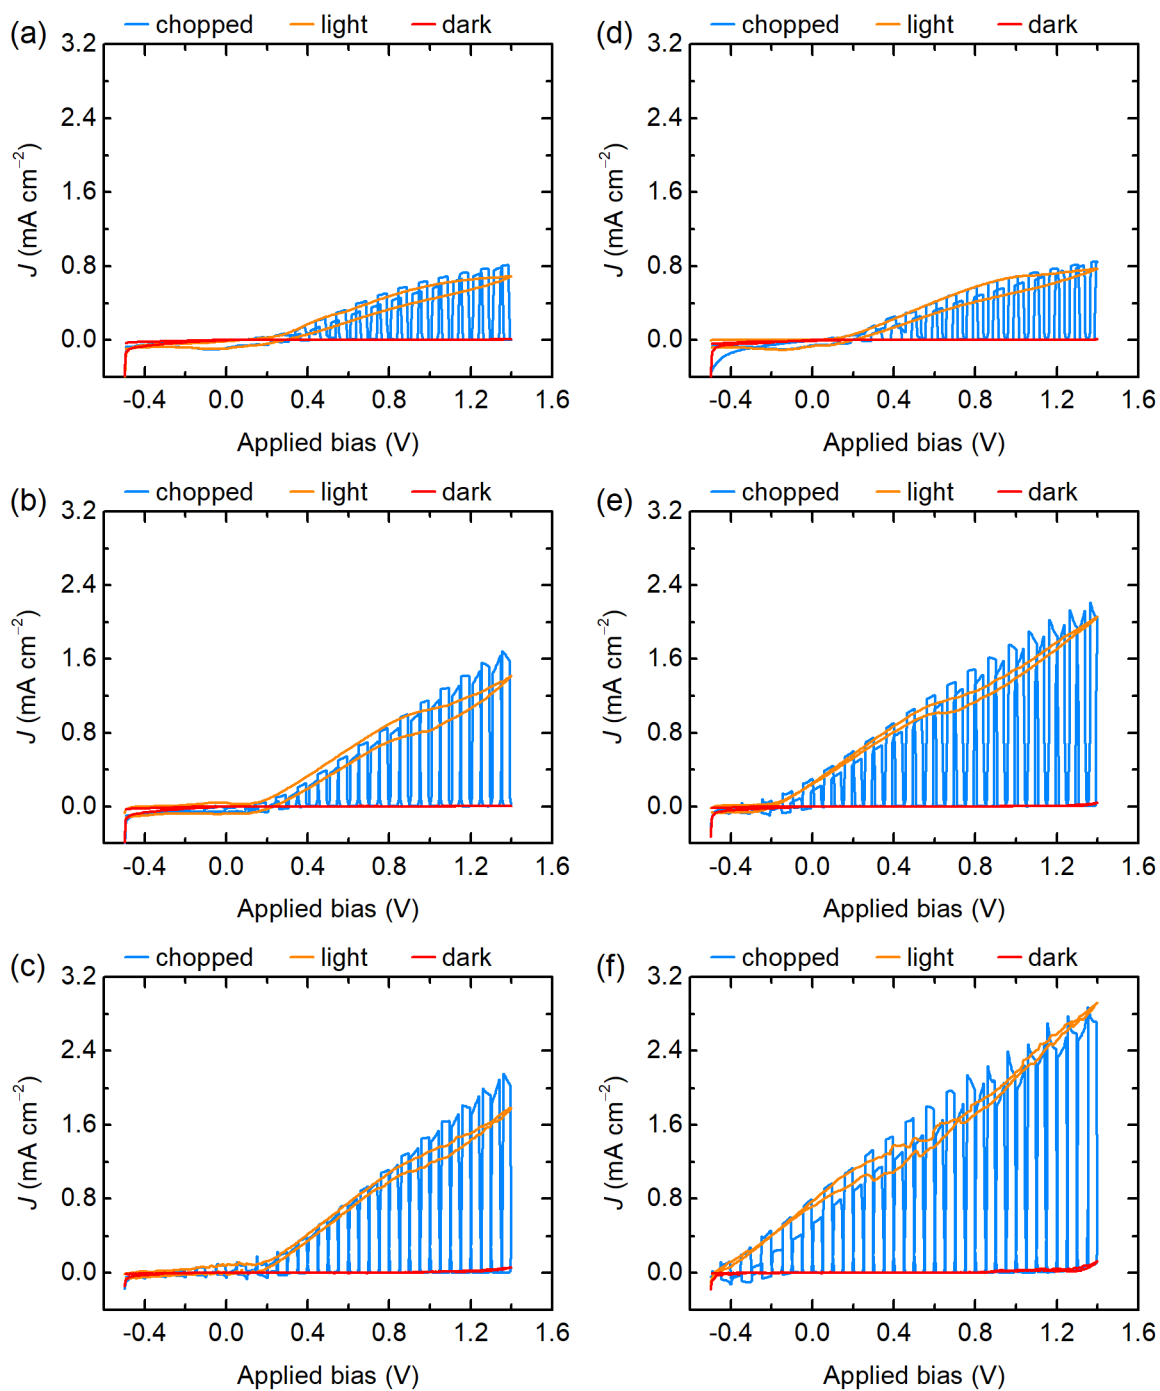 (a) chopped light dark
3.2
2.4
1.6
0.8
0.0
J (mA cm⁻²)
-0.4 0.0 0.4 0.8 1.2 1.6
Applied bias (V)
(d) chopped light dark
3.2
2.4
1.6
0.8
0.0
J (mA cm⁻²)
-0.4 0.0 0.4 0.8 1.2 1.6
Applied bias (V)
(b) chopped light dark
3.2
2.4
1.6
0.8
0.0
J (mA cm⁻²)
-0.4 0.0 0.4 0.8 1.2 1.6
Applied bias (V)
(e) chopped light dark
3.2
2.4
1.6
0.8
0.0
J (mA cm⁻²)
-0.4 0.0 0.4 0.8 1.2 1.6
Applied bias (V)
(c) chopped light dark
3.2
2.4
1.6
0.8
0.0
J (mA cm⁻²)
-0.4 0.0 0.4 0.8 1.2 1.6
Applied bias (V)
(f) chopped light dark
3.2
2.4
1.6
0.8
0.0
J (mA cm⁻²)
-0.4 0.0 0.4 0.8 1.2 1.6
Applied bias (V)